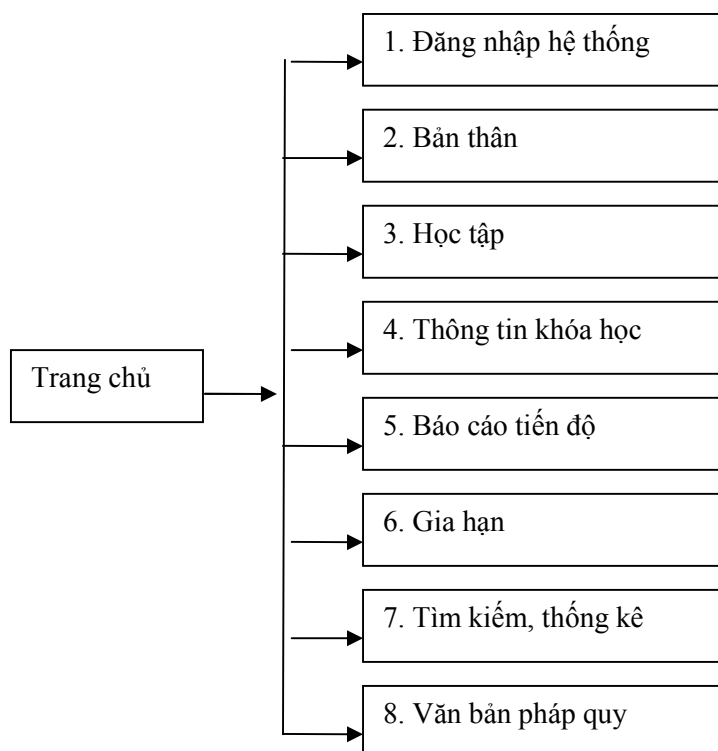 1. Đăng nhập hệ thống
2. Bản thân
3. Học tập
4. Thông tin khóa học
Trang chủ
5. Báo cáo tiến độ
6. Gia hạn
7. Tìm kiếm, thống kê
8. Văn bản pháp quy